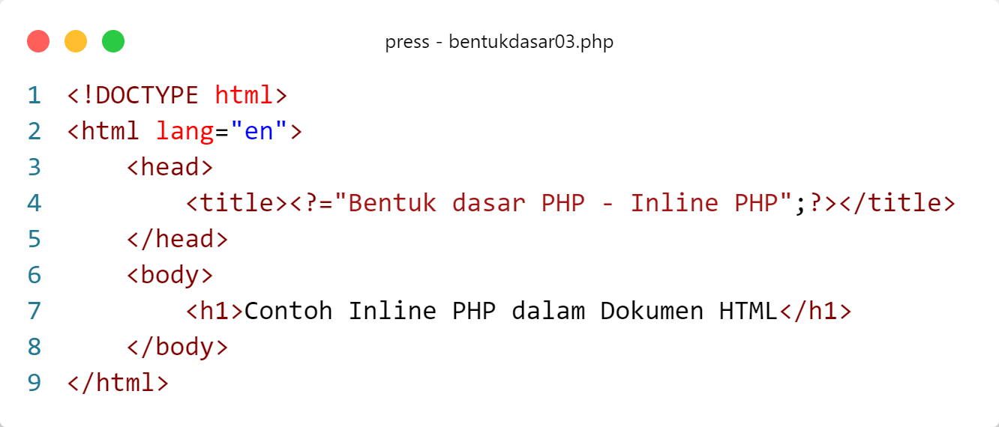 press - bentukdasar03.php
1 <!DOCTYPE html>
2 <html lang="en">
3     <head>
4         <title><?="Bentuk dasar PHP - Inline PHP";?></title>
5     </head>
6     <body>
7         <h1>Contoh Inline PHP dalam Dokumen HTML</h1>
8     </body>
9 </html>